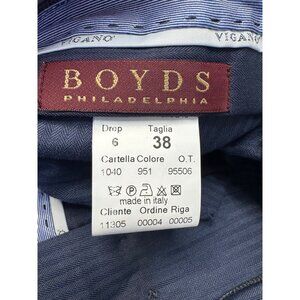 VIGANO'
VIGANO'
BOYDS
PHILADELPHIA
Drop Taglia
6 38
Cartella Colore O.T.
1040 951 95506
made in italy
Cliente Ordine Riga
11305 00004 00005